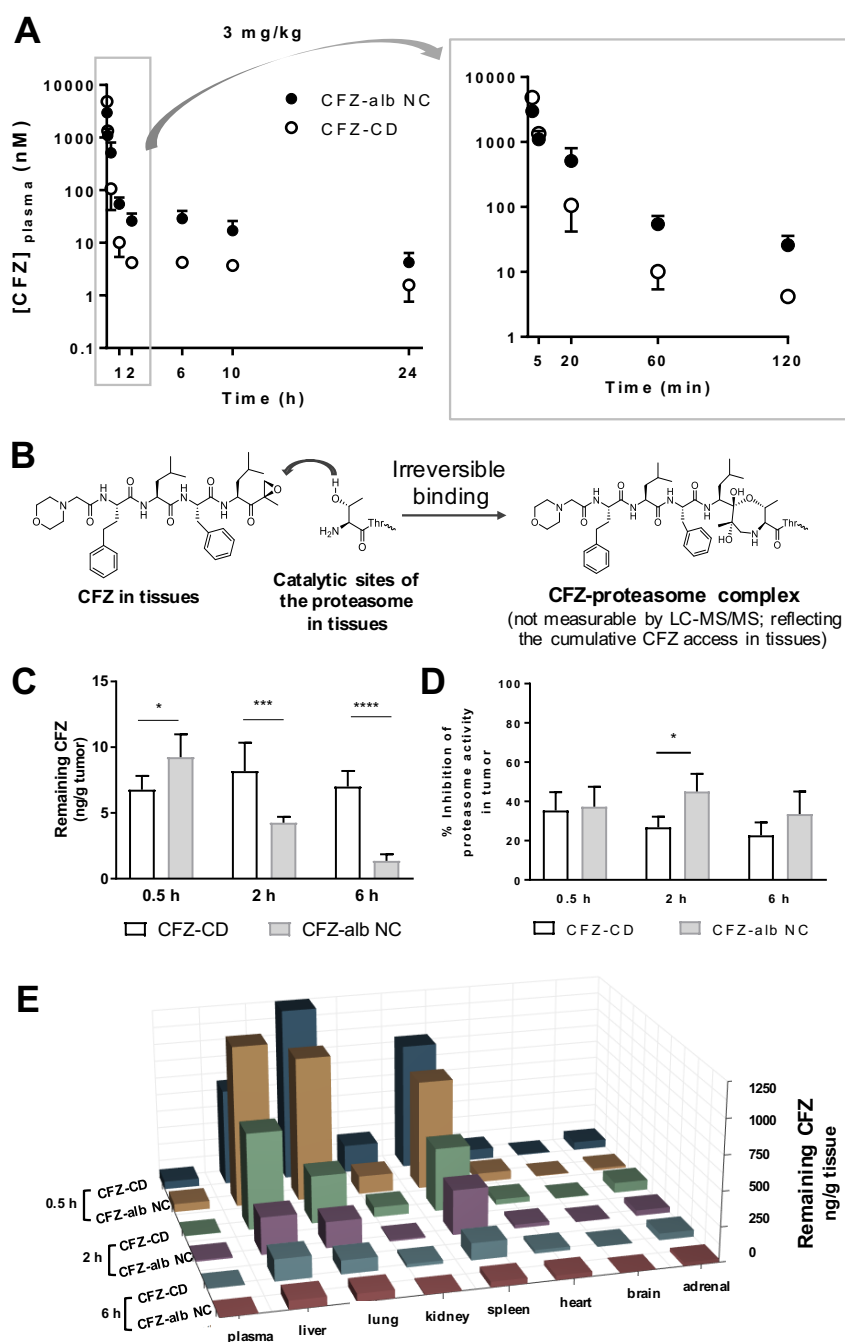 A
3 mg/kg
[CFZ] plasma (nM)
10000
1000
100
10
1
0.1
CFZ-alb NC
CFZ-CD
1 2 6 10 24
Time (h)
10000
1000
100
10
1
5 20 60 120
Time (min)
B
O
N
O
H
N
O
N
H
O
H
N
O
N
H
O
O
CFZ in tissues
H
O
H₂N
O
Thr
Catalytic sites of
the proteasome
in tissues
Irreversible
binding
O
N
O
H
N
O
N
H
O
H
N
O
N
H
OH
O
HN
O
OH
Thr
CFZ-proteasome complex
(not measurable by LC-MS/MS; reflecting
the cumulative CFZ access in tissues)
C
Remaining CFZ
(ng/g tumor)
15
10
5
0
*
***
****
0.5 h 2 h 6 h
CFZ-CD CFZ-alb NC
D
% Inhibition of
proteasome activity
in tumor
100
80
60
40
20
0
*
0.5 h 2 h 6 h
CFZ-CD CFZ-alb NC
E
0.5 h
CFZ-CD
CFZ-alb NC
2 h
CFZ-CD
CFZ-alb NC
6 h
CFZ-CD
CFZ-alb NC
plasma liver lung kidney spleen heart brain adrenal
1250
1000
750
500
250
0
Remaining CFZ
ng/g tissue